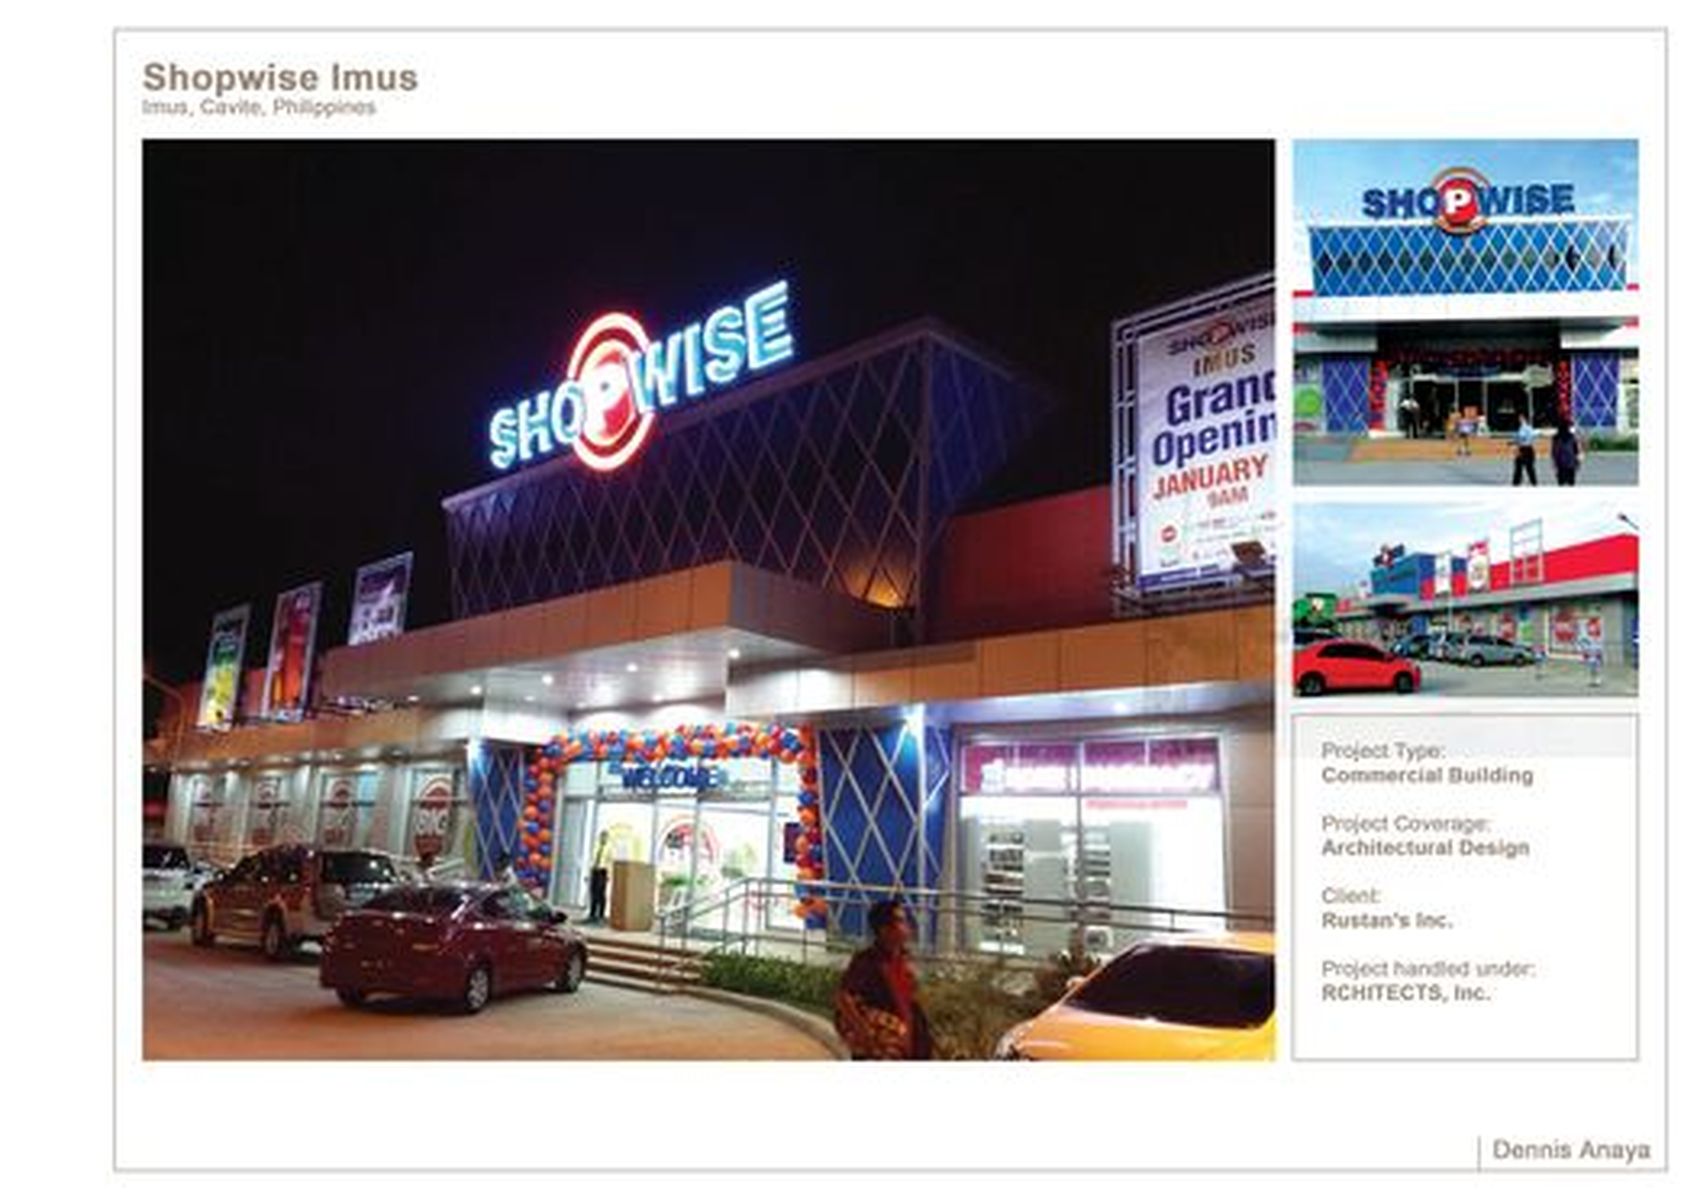 Shopwise Imus
Imus, Cavite, Philippines
SHOPWISE
SHOPWISE
IMUS
Grand
Openin
JANUARY
9AM
WELCOME
BIG
SHOPWISE
Project Type:
Commercial Building
Project Coverage:
Architectural Design
Client:
Rustan's Inc.
Project handled under:
RCHITECTS, Inc.
Dennis Anaya